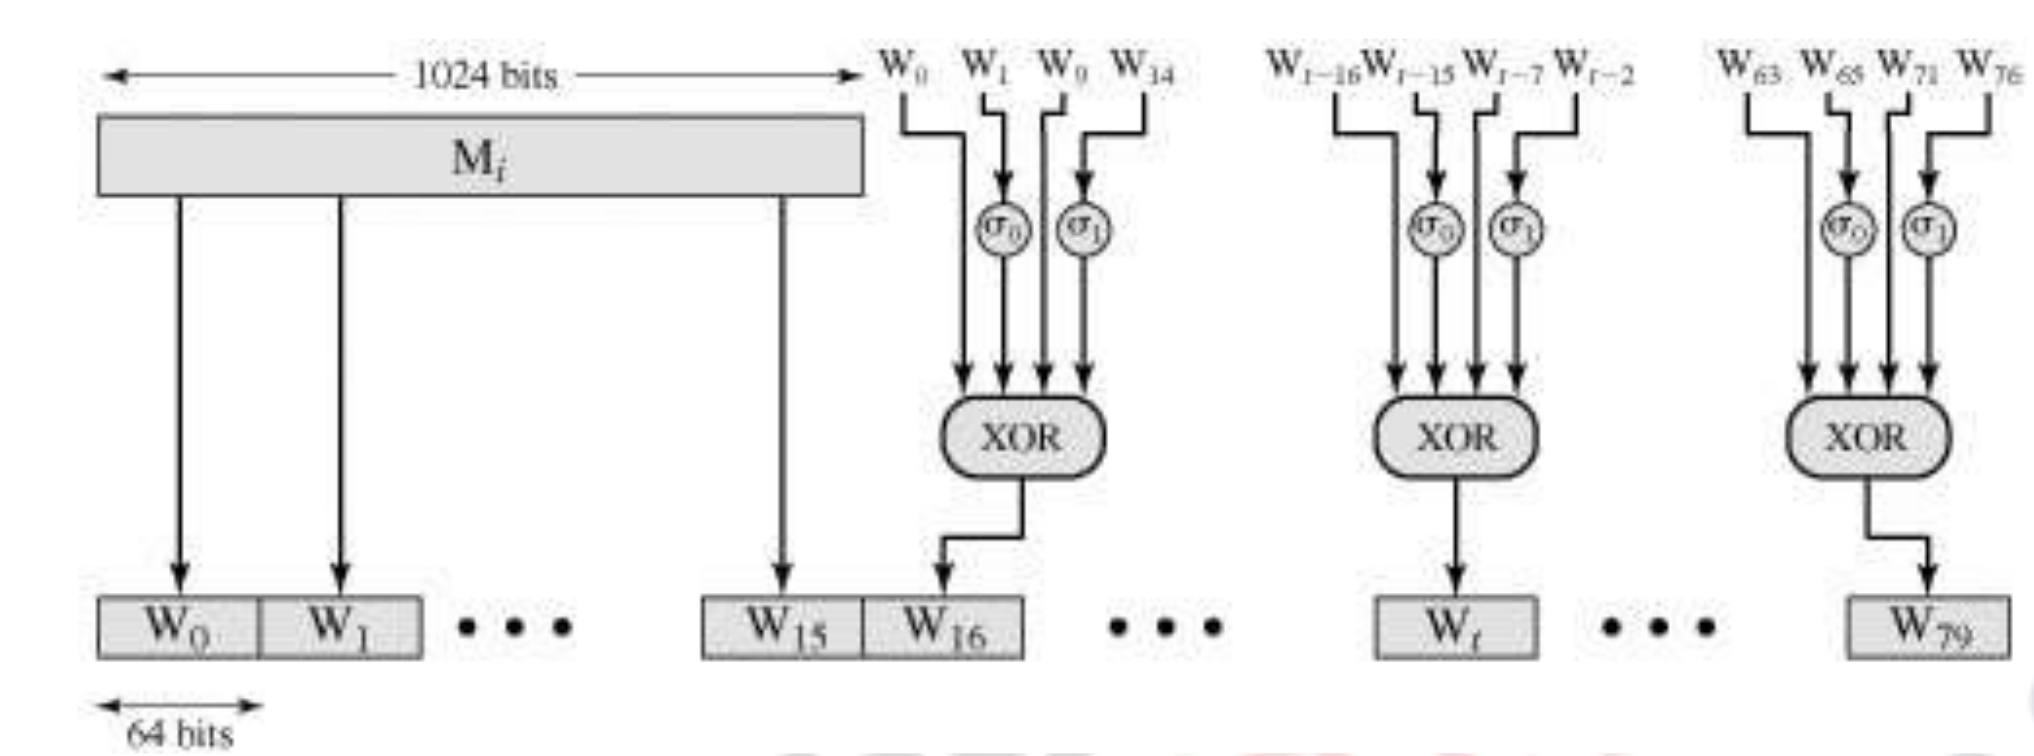 1024 bits
W₀ W₁ W₉ W₁₄
Wₜ₋₁₆ Wₜ₋₁₅ Wₜ₋₇ Wₜ₋₂
W₆₃ W₆₅ W₇₁ W₇₆
Mᵢ
σ₀ σ₁
σ₀ σ₁
σ₀ σ₁
XOR
XOR
XOR
W₀ W₁ • • • W₁₅ W₁₆ • • • Wₜ • • • W₇₉
64 bits